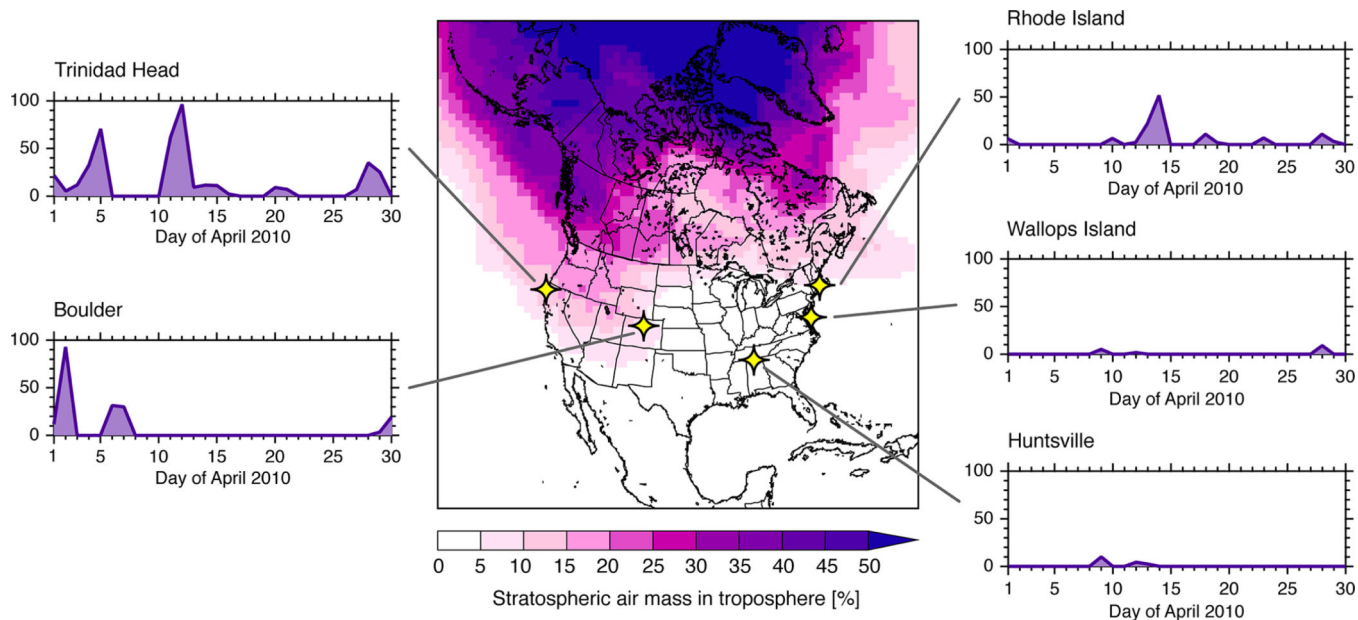 Trinidad Head
100
50
0
1 5 10 15 20 25 30
Day of April 2010
Boulder
100
50
0
1 5 10 15 20 25 30
Day of April 2010
0 5 10 15 20 25 30 35 40 45 50
Stratospheric air mass in troposphere [%]
Rhode Island
100
50
0
1 5 10 15 20 25 30
Day of April 2010
Wallops Island
100
50
0
1 5 10 15 20 25 30
Day of April 2010
Huntsville
100
50
0
1 5 10 15 20 25 30
Day of April 2010